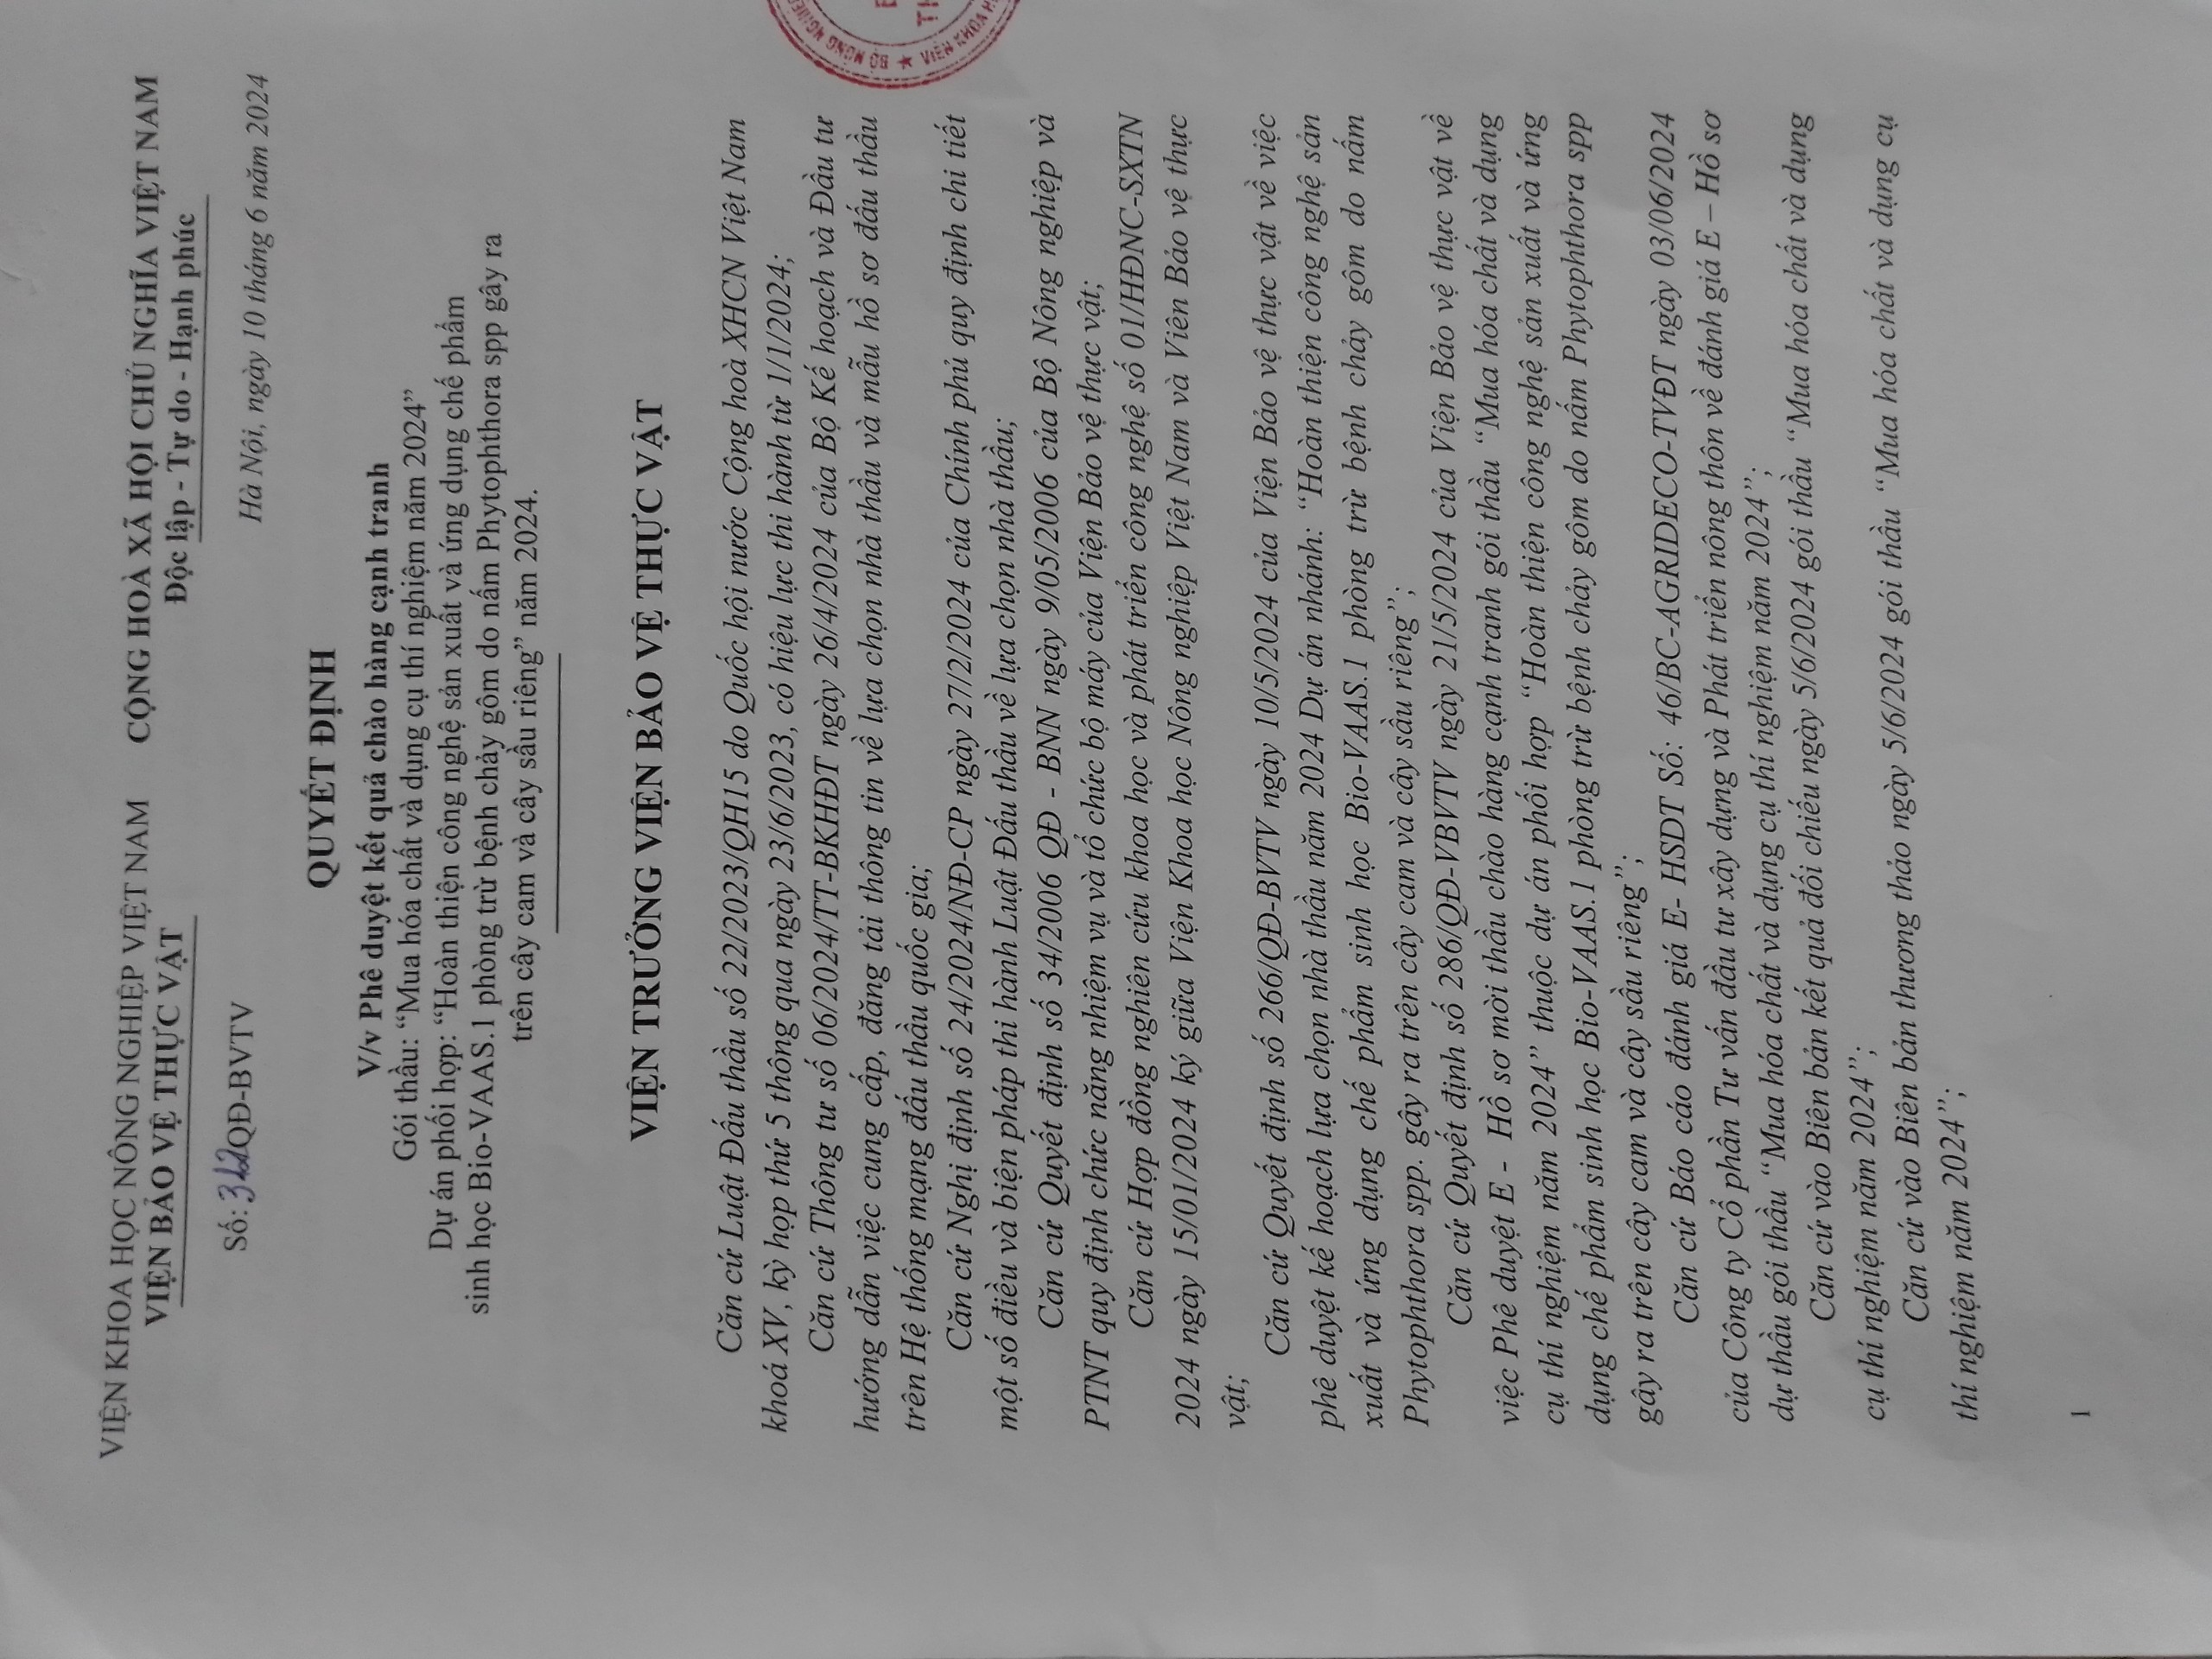 VIỆN KHOA HỌC NÔNG NGHIỆP VIỆT NAM
VIỆN BẢO VỆ THỰC VẬT
CỘNG HOÀ XÃ HỘI CHỦ NGHĨA VIỆT NAM
Độc lập - Tự do - Hạnh phúc
Số: 312QĐ-BVTV
Hà Nội, ngày 10 tháng 6 năm 2024
QUYẾT ĐỊNH
V/v Phê duyệt kết quả chào hàng cạnh tranh
Gói thầu: “Mua hóa chất và dụng cụ thí nghiệm năm 2024”
Dự án phối hợp: “Hoàn thiện công nghệ sản xuất và ứng dụng chế phẩm
sinh học Bio-VAAS.1 phòng trừ bệnh chảy gôm do nấm Phytophthora spp gây ra
trên cây cam và cây sầu riêng” năm 2024.
VIỆN TRƯỞNG VIỆN BẢO VỆ THỰC VẬT
Căn cứ Luật Đấu thầu số 22/2023/QH15 do Quốc hội nước Cộng hoà XHCN Việt Nam
khoá XV, kỳ họp thứ 5 thông qua ngày 23/6/2023, có hiệu lực thi hành từ 1/1/2024;
Căn cứ Thông tư số 06/2024/TT-BKHĐT ngày 26/4/2024 của Bộ Kế hoạch và Đầu tư
hướng dẫn việc cung cấp, đăng tải thông tin về lựa chọn nhà thầu và mẫu hồ sơ đấu thầu
trên Hệ thống mạng đấu thầu quốc gia;
Căn cứ Nghị định số 24/2024/NĐ-CP ngày 27/2/2024 của Chính phủ quy định chi tiết
một số điều và biện pháp thi hành Luật Đấu thầu về lựa chọn nhà thầu;
Căn cứ Quyết định số 34/2006 QĐ - BNN ngày 9/05/2006 của Bộ Nông nghiệp và
PTNT quy định chức năng nhiệm vụ và tổ chức bộ máy của Viện Bảo vệ thực vật;
Căn cứ Hợp đồng nghiên cứu khoa học và phát triển công nghệ số 01/HĐNC-SXTN
2024 ngày 15/01/2024 ký giữa Viện Khoa học Nông nghiệp Việt Nam và Viên Bảo vệ thực
vật;
Căn cứ Quyết định số 266/QĐ-BVTV ngày 10/5/2024 của Viện Bảo vệ thực vật về việc
phê duyệt kế hoạch lựa chọn nhà thầu năm 2024 Dự án nhánh: “Hoàn thiện công nghệ sản
xuất và ứng dụng chế phẩm sinh học Bio-VAAS.1 phòng trừ bệnh chảy gôm do nấm
Phytophthora spp. gây ra trên cây cam và cây sầu riêng”;
Căn cứ Quyết định số 286/QĐ-VBVTV ngày 21/5/2024 của Viện Bảo vệ thực vật về
việc Phê duyệt E - Hồ sơ mời thầu chào hàng cạnh tranh gói thầu “Mua hóa chất và dụng
cụ thí nghiệm năm 2024” thuộc dự án phối hợp “Hoàn thiện công nghệ sản xuất và ứng
dụng chế phẩm sinh học Bio-VAAS.1 phòng trừ bệnh chảy gôm do nấm Phytophthora spp
gây ra trên cây cam và cây sầu riêng”;
Căn cứ Báo cáo đánh giá E- HSDT Số: 46/BC-AGRIDECO-TVĐT ngày 03/06/2024
của Công ty Cổ phần Tư vấn đầu tư xây dựng và Phát triển nông thôn về đánh giá E – Hồ sơ
dự thầu gói thầu “Mua hóa chất và dụng cụ thí nghiệm năm 2024”;
Căn cứ vào Biên bản kết quả đối chiếu ngày 5/6/2024 gói thầu “Mua hóa chất và dụng
cụ thí nghiệm năm 2024”;
Căn cứ vào Biên bản thương thảo ngày 5/6/2024 gói thầu “Mua hóa chất và dụng cụ
thí nghiệm năm 2024”;
1
BỘ NÔNG NGHIỆP
VIỆN KHOA